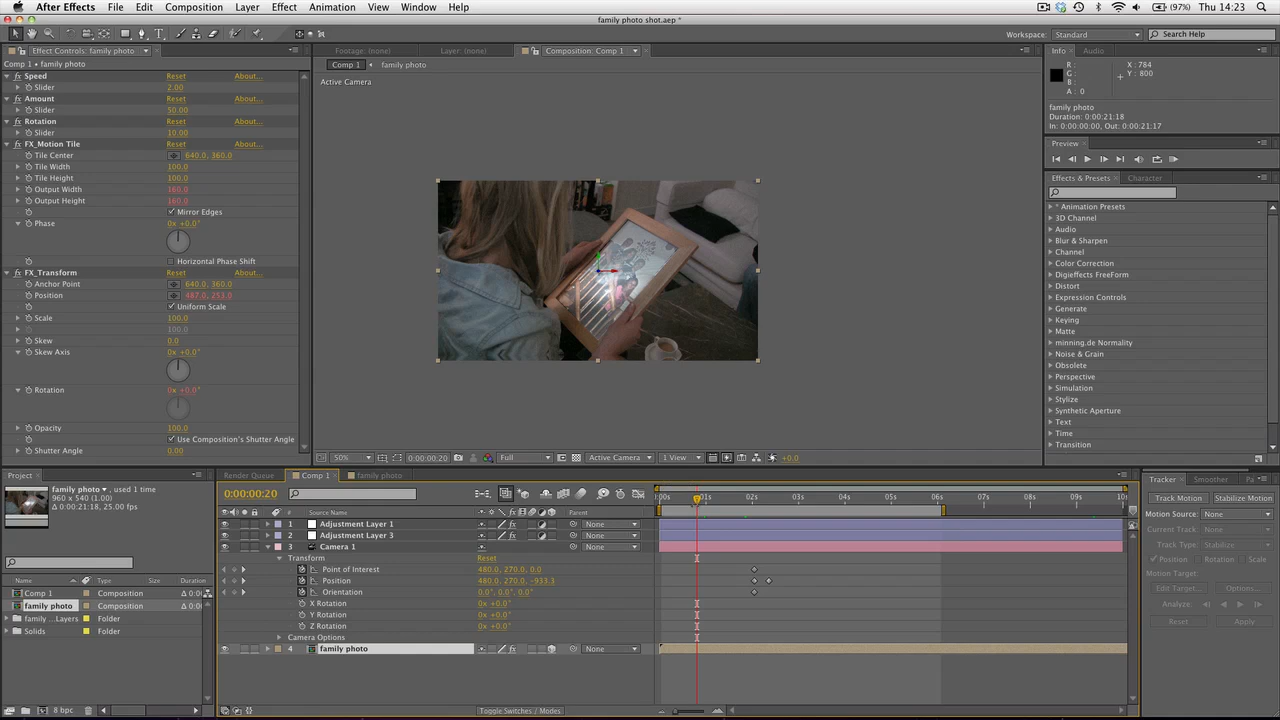 After Effects File Edit Composition Layer Effect Animation View Window Help (97%) Thu 14:23
family photo shot.aep *
Workspace: Standard Search Help
Effect Controls: family photo Footage: (none) Layer: (none) Composition: Comp 1 Info Audio
Comp 1 • family photo Comp 1 family photo
Active Camera
R: G: B: A: 0 X: 784 Y: 800
family photo
Duration: 0:00:21:18
In: 0:00:00:00, Out: 0:00:21:17
Speed Reset About...
Slider 2.00
Amount Reset About...
Slider 50.00
Rotation Reset About...
Slider 10.00
FX_Motion Tile Reset About...
Tile Center 640.0, 360.0
Tile Width 100.0
Tile Height 100.0
Output Width 160.0
Output Height 160.0
Mirror Edges
Phase 0x +0.0°
Horizontal Phase Shift
FX_Transform Reset About...
Anchor Point 640.0, 360.0
Position 487.0, 253.0
Uniform Scale
Scale 100.0
100.0
Skew 0.0
Skew Axis 0x +0.0°
Rotation 0x +0.0°
Opacity 100.0
Use Composition's Shutter Angle
Shutter Angle 0.00
50% 0:00:00:20 Full Active Camera 1 View +0.0
Preview
Effects & Presets Character
* Animation Presets
3D Channel
Audio
Blur & Sharpen
Channel
Color Correction
Digieffects FreeForm
Distort
Expression Controls
Generate
Keying
Matte
minning.de Normality
Noise & Grain
Obsolete
Perspective
Simulation
Stylize
Synthetic Aperture
Text
Time
Transition
Project
family photo , used 1 time
960 x 540 (1.00)
Δ 0:00:21:18, 25.00 fps
Name Type Size Duration
Comp 1 Composition Δ 0:0
family photo Composition Δ 0:0
family ...Layers Folder
Solids Folder
8 bpc
Render Queue Comp 1 family photo
0:00:00:20
# Source Name Parent
1 Adjustment Layer 1 None
2 Adjustment Layer 3 None
3 Camera 1 None
Transform Reset
Point of Interest 480.0, 270.0, 0.0
Position 480.0, 270.0, -933.3
Orientation 0.0°, 0.0°, 0.0°
X Rotation 0x +0.0°
Y Rotation 0x +0.0°
Z Rotation 0x +0.0°
Camera Options
4 family photo None
Toggle Switches / Modes
:00s 01s 02s 03s 04s 05s 06s 07s 08s 09s 10s
Tracker Smoother Pa
Track Motion Stabilize Motion
Motion Source: None
Current Track: None
Track Type: Stabilize
Position Rotation Scale
Motion Target:
Edit Target... Options...
Analyze:
Reset Apply